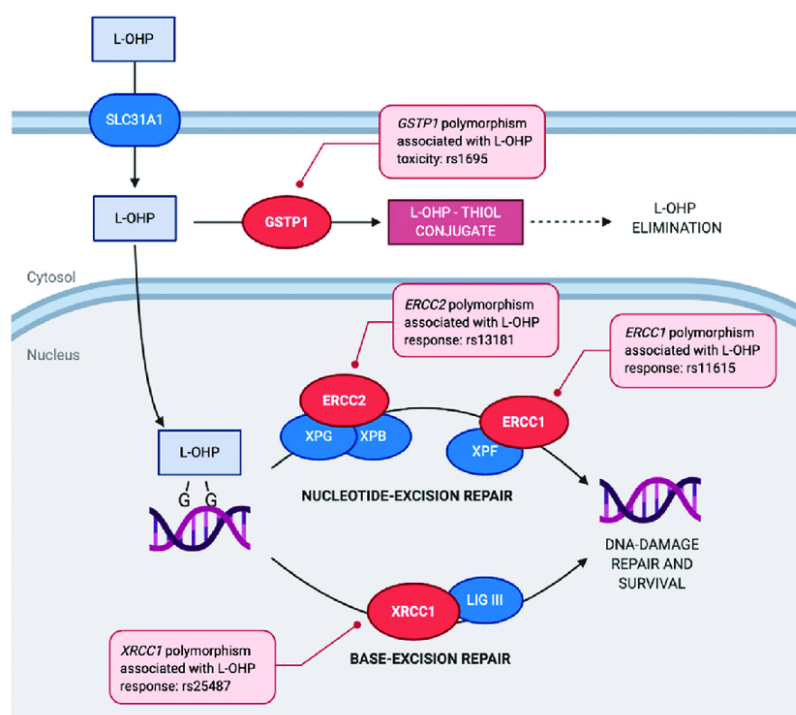 L-OHP
SLC31A1
GSTP1 polymorphism
associated with L-OHP
toxicity: rs1695
L-OHP
GSTP1
L-OHP - THIOL
CONJUGATE
L-OHP
ELIMINATION
Cytosol
Nucleus
ERCC2 polymorphism
associated with L-OHP
response: rs13181
ERCC1 polymorphism
associated with L-OHP
response: rs11615
ERCC2
XPG
XPB
ERCC1
XPF
L-OHP
G G
NUCLEOTIDE-EXCISION REPAIR
DNA-DAMAGE
REPAIR AND
SURVIVAL
XRCC1
LIG III
BASE-EXCISION REPAIR
XRCC1 polymorphism
associated with L-OHP
response: rs25487